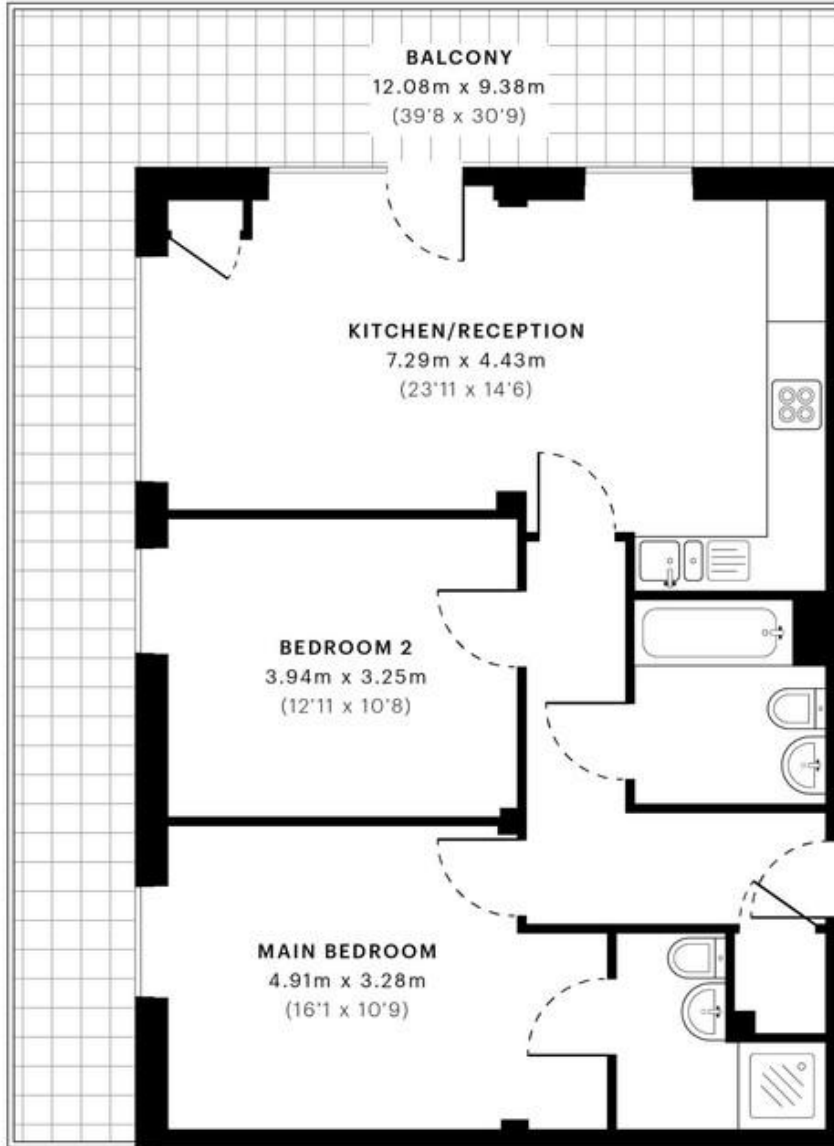 BALCONY
12.08m x 9.38m
(39'8 x 30'9)
KITCHEN/RECEPTION
7.29m x 4.43m
(23'11 x 14'6)
BEDROOM 2
3.94m x 3.25m
(12'11 x 10'8)
MAIN BEDROOM
4.91m x 3.28m
(16'1 x 10'9)